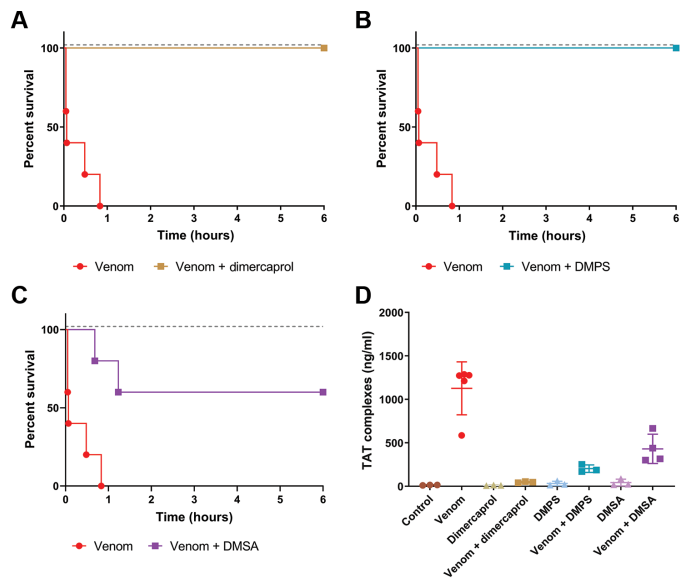 A
Percent survival
100
50
0
0 1 2 3 4 5 6
Time (hours)
Venom Venom + dimercaprol
B
Percent survival
100
50
0
0 1 2 3 4 5 6
Time (hours)
Venom Venom + DMPS
C
Percent survival
100
50
0
0 1 2 3 4 5 6
Time (hours)
Venom Venom + DMSA
D
TAT complexes (ng/ml)
2000
1500
1000
500
0
Control
Venom
Dimercaprol
Venom + dimercaprol
DMPS
Venom + DMPS
DMSA
Venom + DMSA